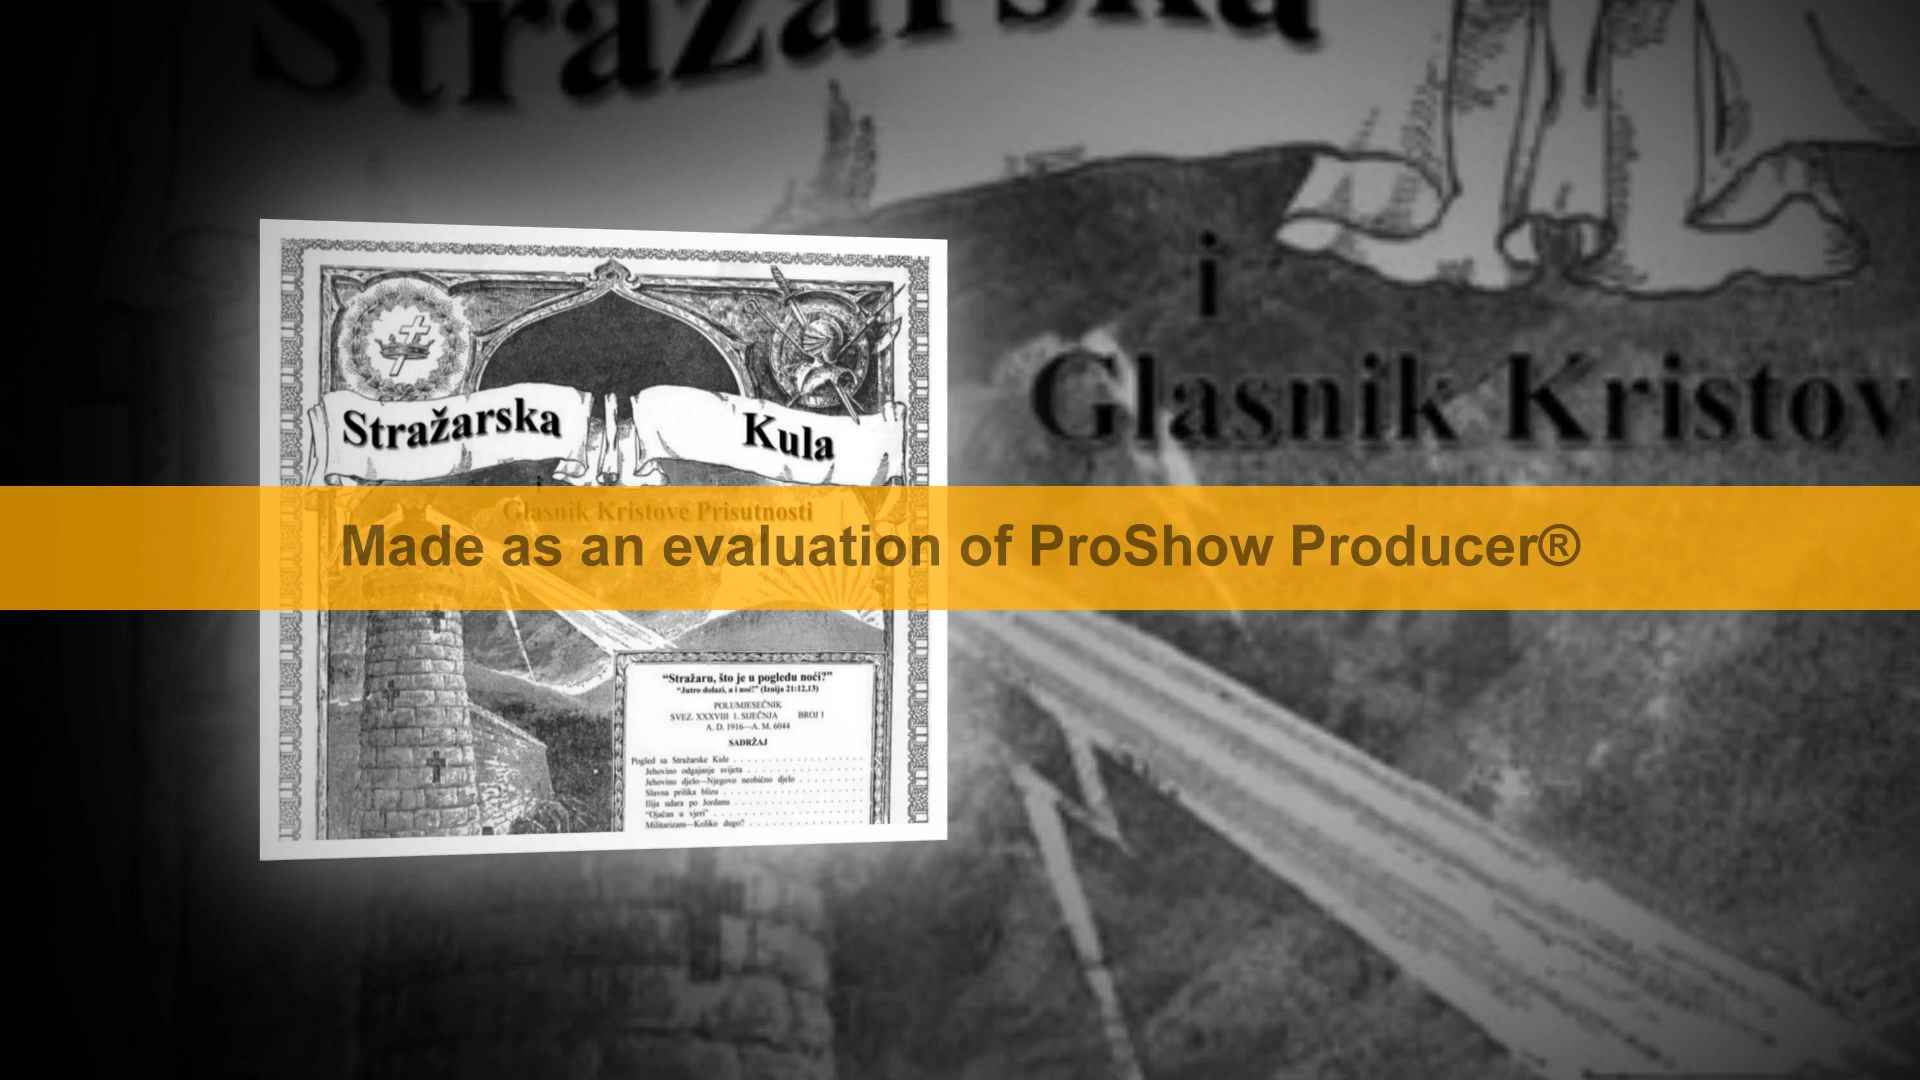 Stražarska
i
Glasnik Kristov
Stražarska Kula
i
Glasnik Kristove Prisutnosti
Made as an evaluation of ProShow Producer®
“Stražaru, što je u pogledu noći?”
“Jutro dolazi, a i noć!” (Izaija 21:12,13)
POLUMJESEČNIK
SVEZ. XXXVIII 1. SIJEČNJA BROJ 1
A. D. 1916—A. M. 6044
SADRŽAJ
Pogled sa Stražarske Kule . . . . . . . . . . . . . . . . . .
Jehovino odgajanje svijeta . . . . . . . . . . . . . . . .
Jehovino djelo—Njegovo neobično djelo . . . . . . . . .
Slavna prilika blizu . . . . . . . . . . . . . . . . . . .
Ilija udara po Jordanu . . . . . . . . . . . . . . . . . .
“Ojačan u vjeri” . . . . . . . . . . . . . . . . . . . . .
Militarizam—Koliko dugo? . . . . . . . . . . . . . . .